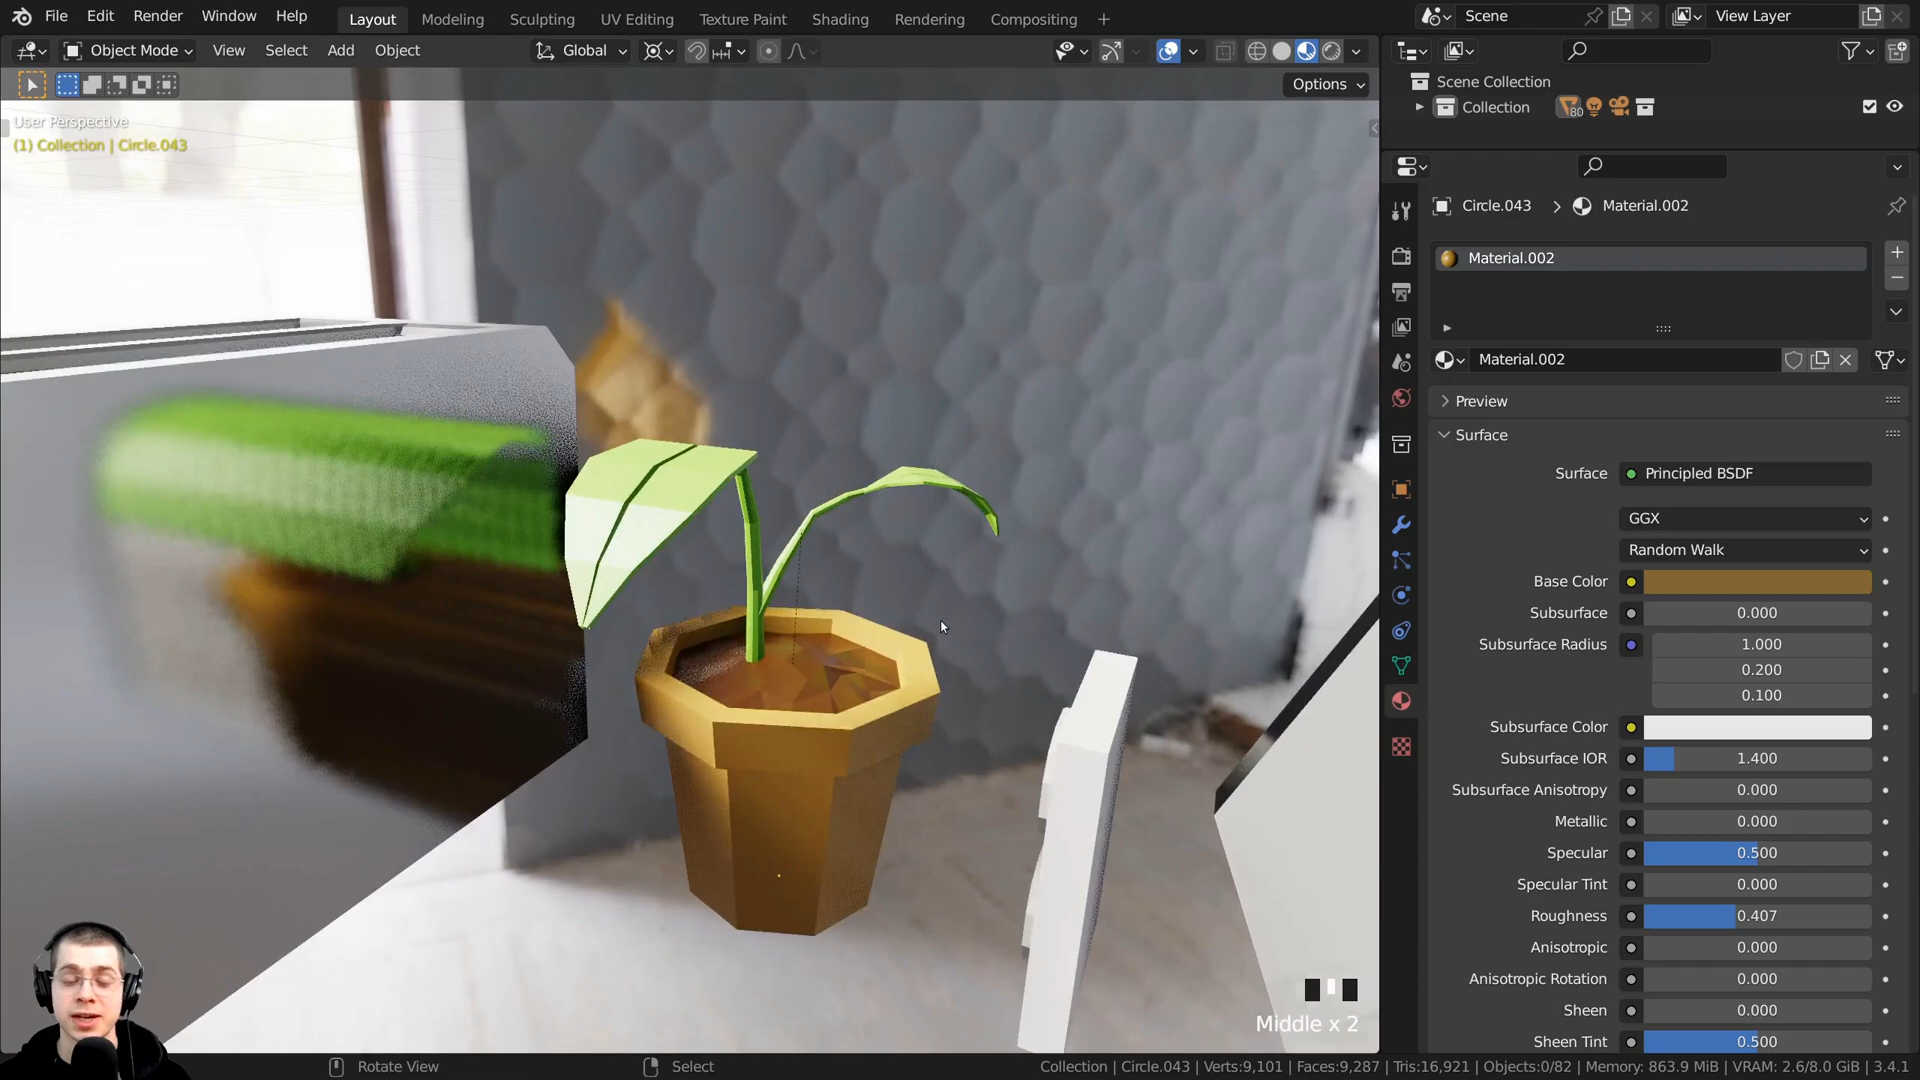 File Edit Render Window Help Layout Modeling Sculpting UV Editing Texture Paint Shading Animation Rendering Compositing + Scene View Layer
Object Mode View Select Add Object Global
Options
User Perspective
(1) Collection | Circle.043
Scene Collection
Collection 80
Circle.043 > Material.002
Material.002
Material.002
Preview
Surface
Surface Principled BSDF
GGX
Random Walk
Base Color
Subsurface 0.000
Subsurface Radius 1.000
0.200
0.100
Subsurface Color
Subsurface IOR 1.400
Subsurface Anisotropy 0.000
Metallic 0.000
Specular 0.500
Specular Tint 0.000
Roughness 0.407
Anisotropic 0.000
Anisotropic Rotation 0.000
Sheen 0.000
Sheen Tint 0.500
Middle x 2
Rotate View Select Collection | Circle.043 | Verts:9,101 | Faces:9,287 | Tris:16,921 | Objects:0/82 | Memory: 863.9 MiB | VRAM: 2.6/8.0 GiB | 3.4.1